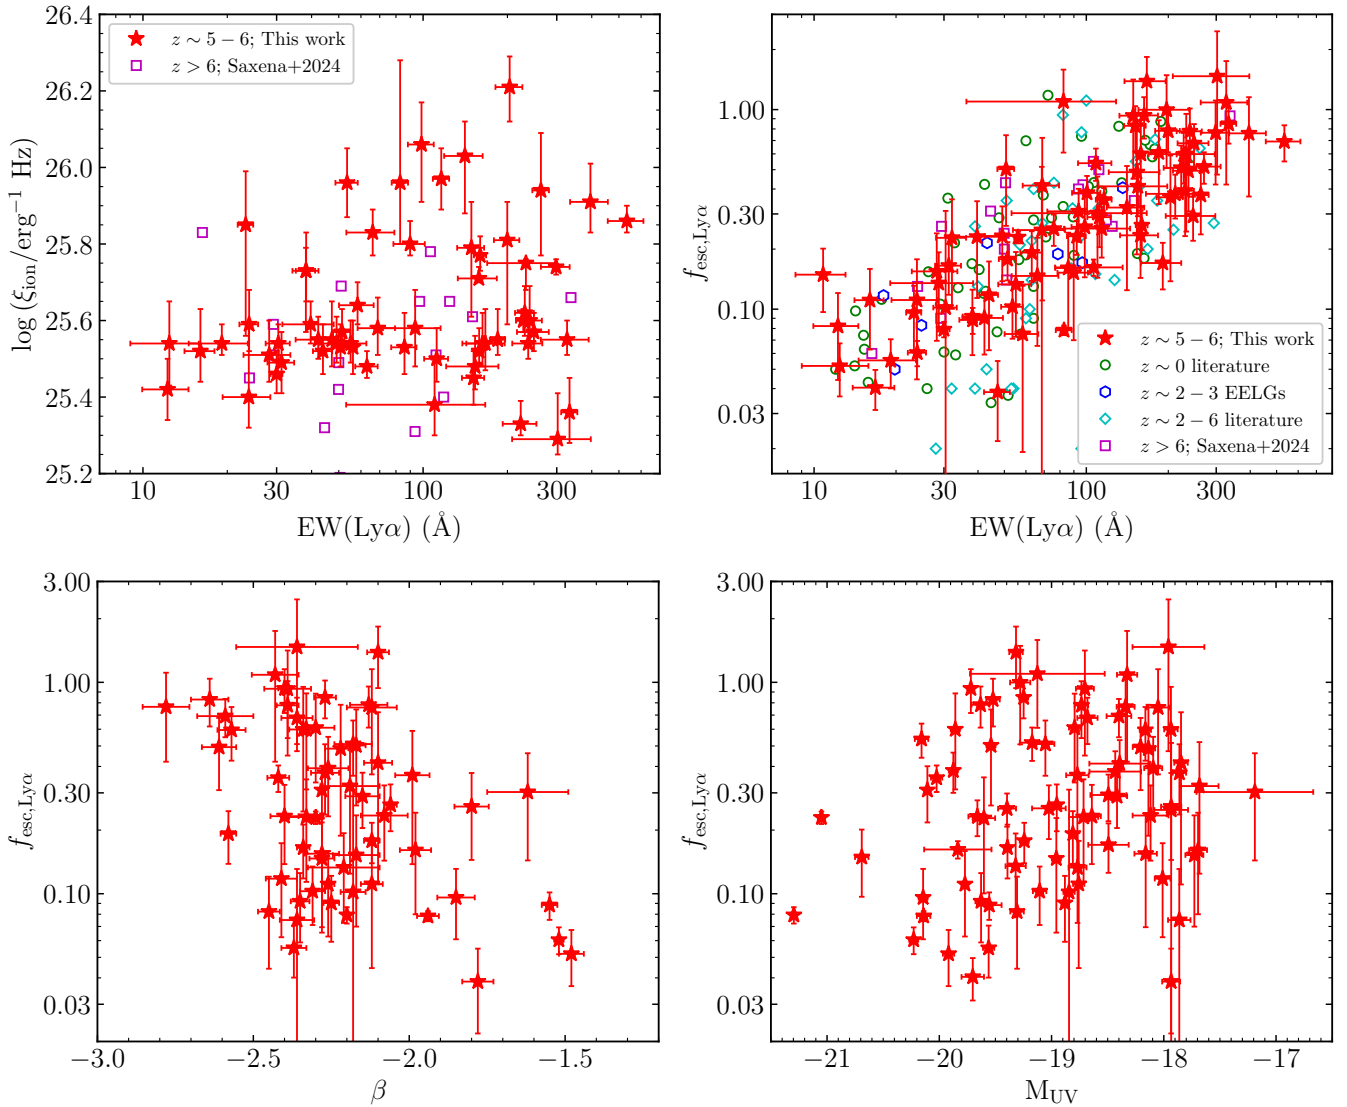 26.4
26.2
26.0
25.8
25.6
25.4
25.2
log (ξion/erg−1 Hz)
z ∼ 5 − 6; This work
z > 6; Saxena+2024
10 30 100 300
EW(Lyα) (Å)
1.00
0.30
0.10
0.03
fesc,Lyα
z ∼ 5 − 6; This work
z ∼ 0 literature
z ∼ 2 − 3 EELGs
z ∼ 2 − 6 literature
z > 6; Saxena+2024
10 30 100 300
EW(Lyα) (Å)
3.00
1.00
0.30
0.10
0.03
fesc,Lyα
−3.0 −2.5 −2.0 −1.5
β
3.00
1.00
0.30
0.10
0.03
fesc,Lyα
−21 −20 −19 −18 −17
MUV